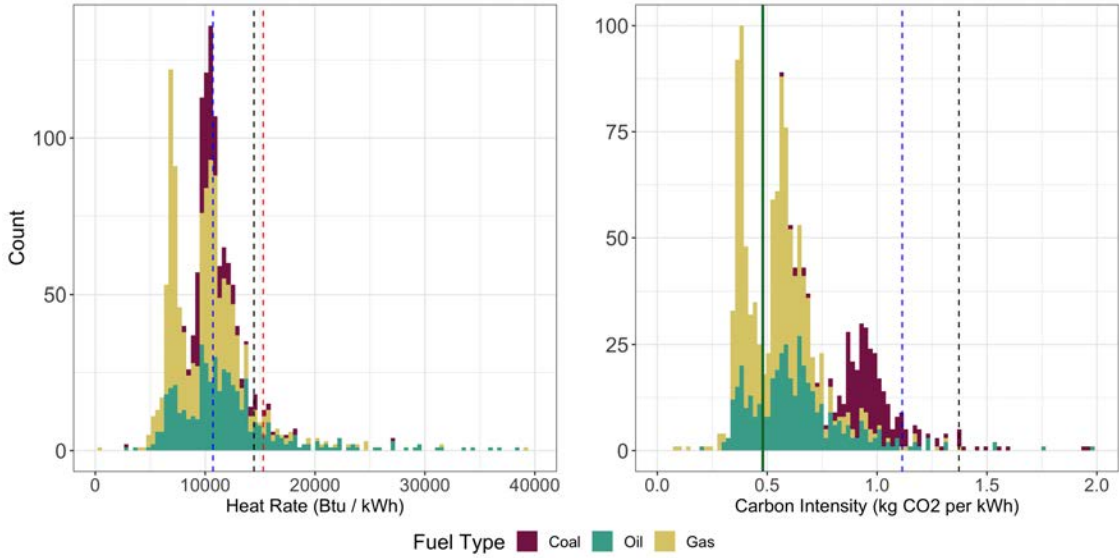 Count
100
50
0
0
10000
20000
30000
40000
Heat Rate (Btu / kWh)
100
75
50
25
0
0.0
0.5
1.0
1.5
2.0
Carbon Intensity (kg CO2 per kWh)
Fuel Type
Coal
Oil
Gas